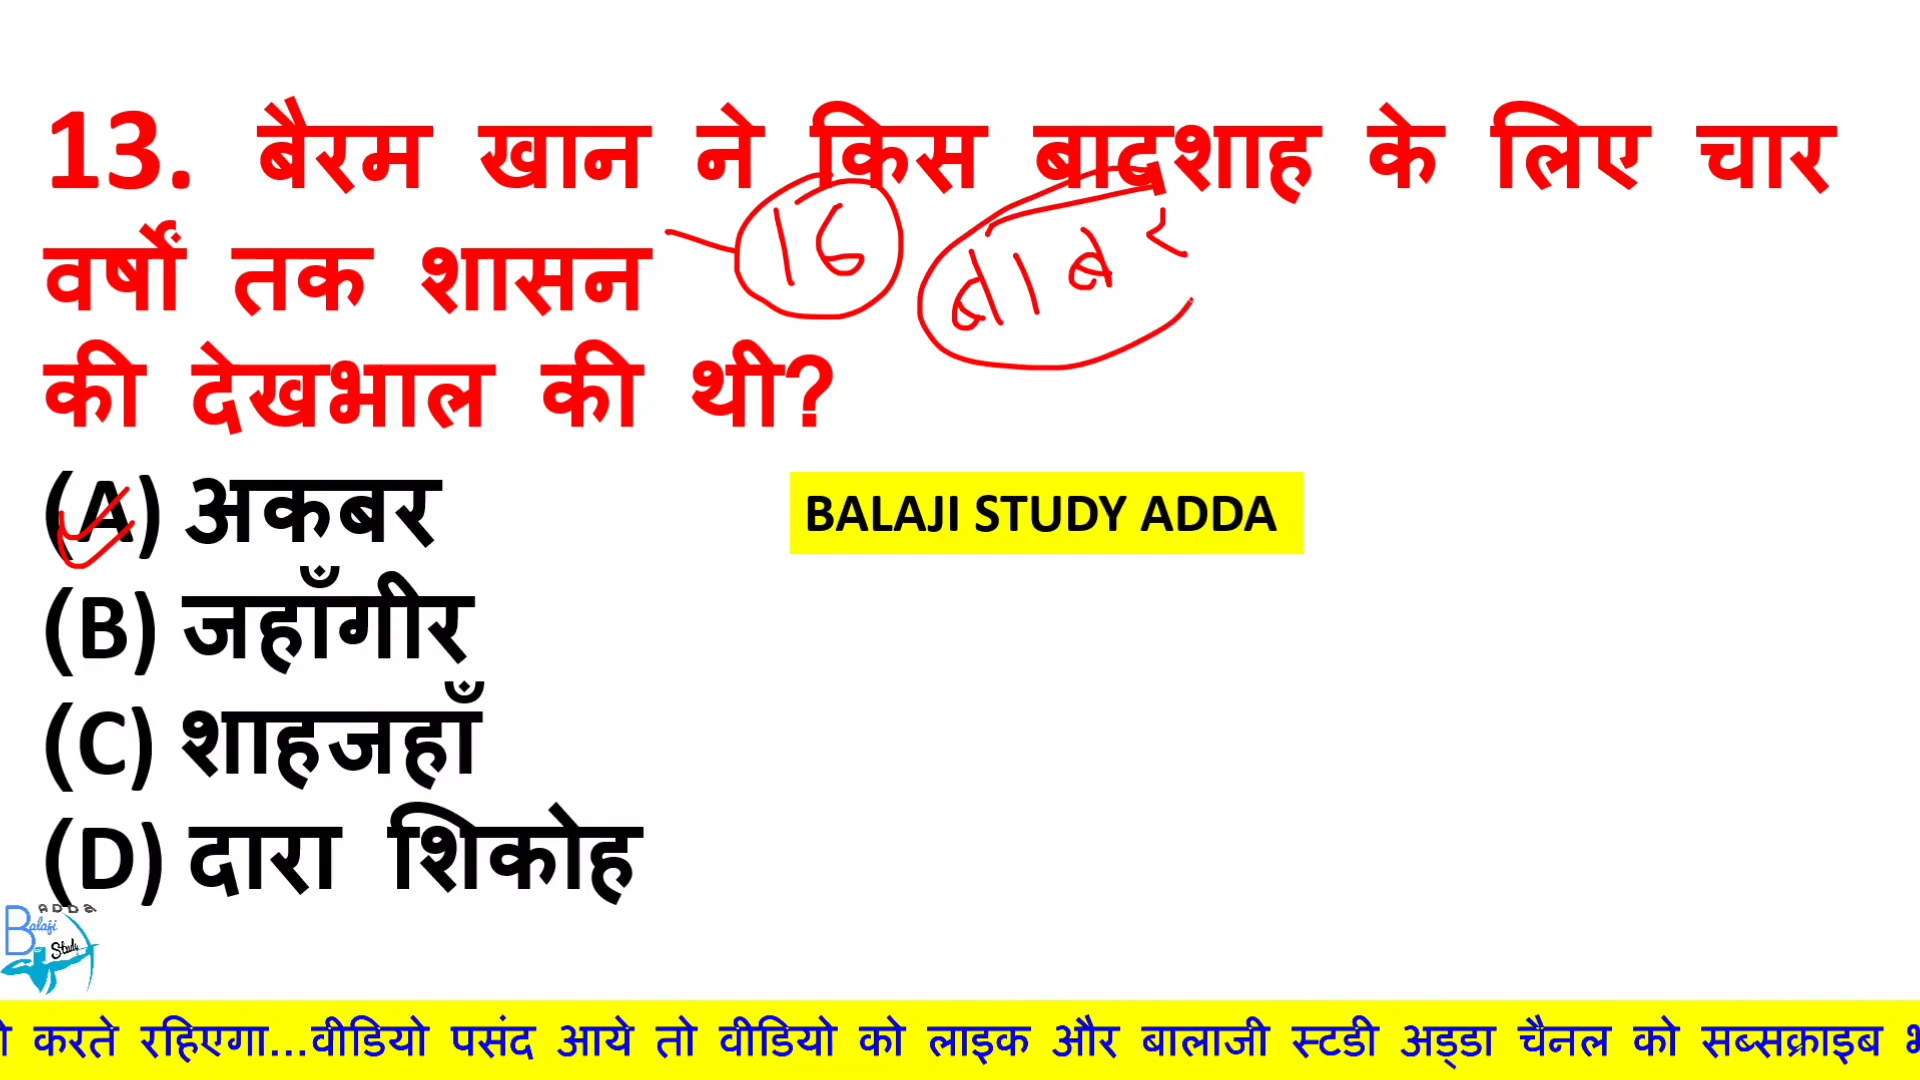 13. बैरम खान ने किस बादशाह के लिए चार
वर्षों तक शासन
16
बाबर
की देखभाल की थी?
(A) अकबर
BALAJI STUDY ADDA
(B) जहाँगीर
(C) शाहजहाँ
(D) दारा शिकोह
ADDA
Balaji
Study
करते रहिएगा...वीडियो पसंद आये तो वीडियो को लाइक और बालाजी स्टडी अड्डा चैनल को सब्सक्राइब